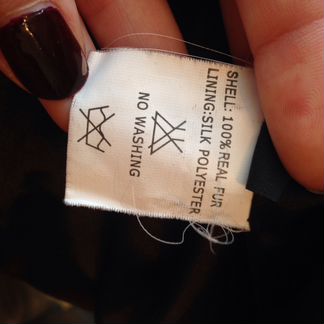 SHELL: 100% REAL FUR
LINING:SILK POLYESTER
NO WASHING